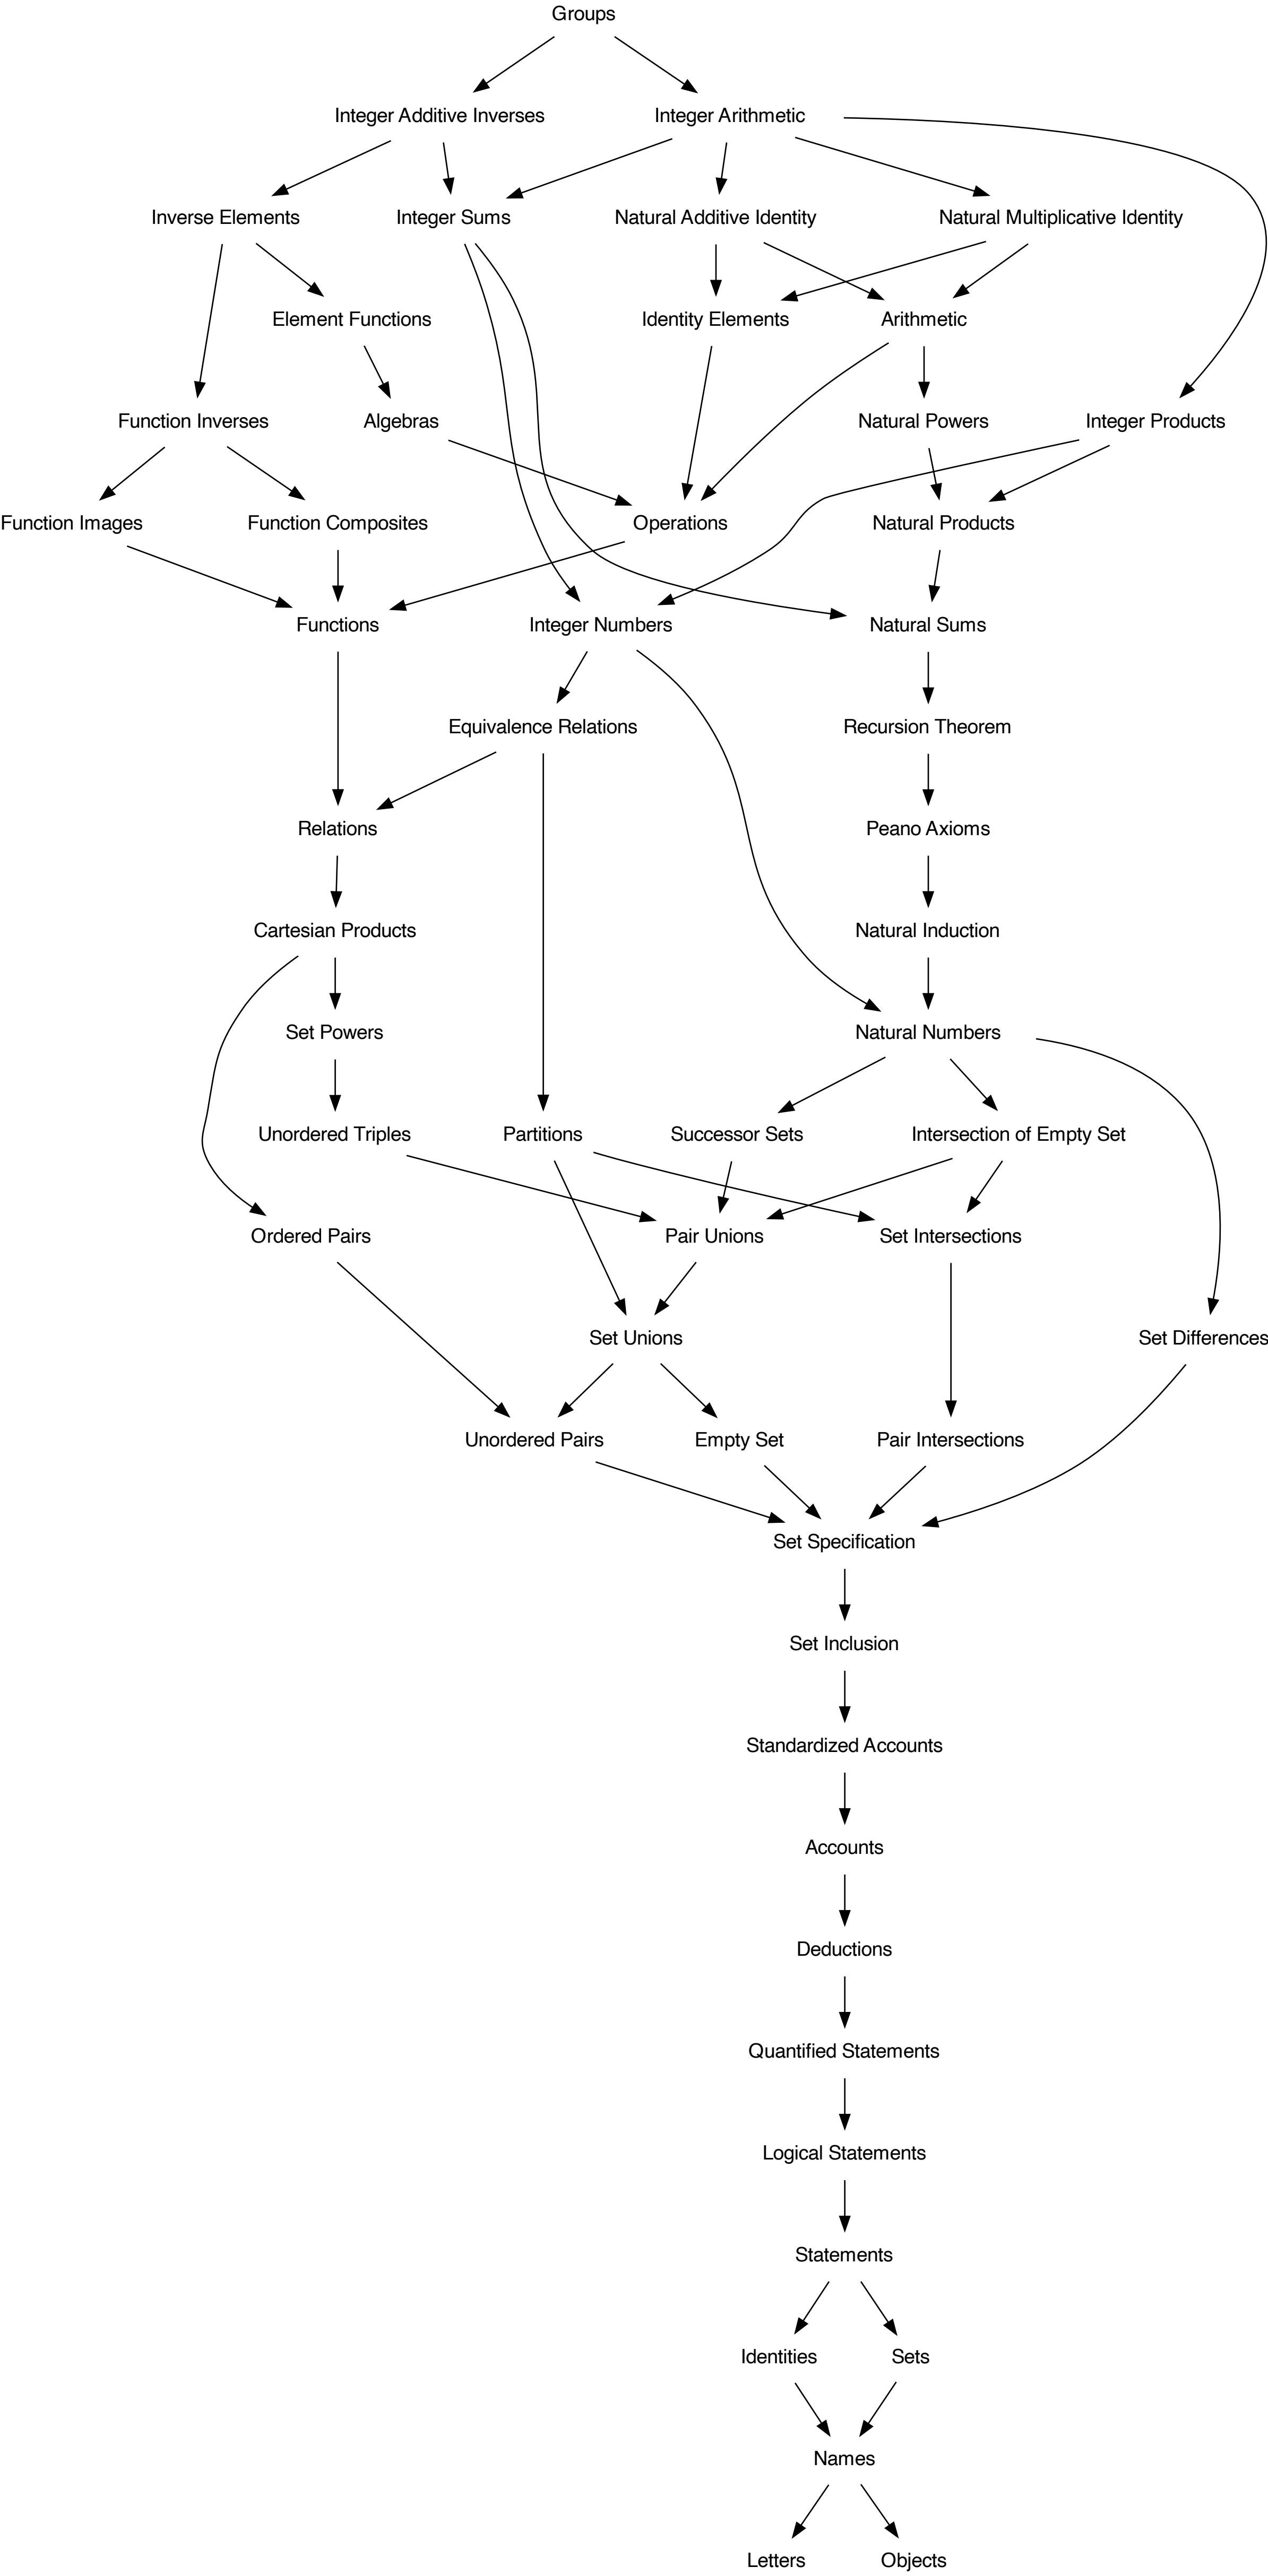 Groups
Integer Additive Inverses
Integer Arithmetic
Inverse Elements
Integer Sums
Natural Additive Identity
Natural Multiplicative Identity
Element Functions
Identity Elements
Arithmetic
Function Inverses
Algebras
Natural Powers
Integer Products
Function Images
Function Composites
Operations
Natural Products
Functions
Integer Numbers
Natural Sums
Equivalence Relations
Recursion Theorem
Relations
Peano Axioms
Cartesian Products
Natural Induction
Set Powers
Natural Numbers
Unordered Triples
Partitions
Successor Sets
Intersection of Empty Set
Ordered Pairs
Pair Unions
Set Intersections
Set Unions
Set Differences
Unordered Pairs
Empty Set
Pair Intersections
Set Specification
Set Inclusion
Standardized Accounts
Accounts
Deductions
Quantified Statements
Logical Statements
Statements
Identities
Sets
Names
Letters
Objects